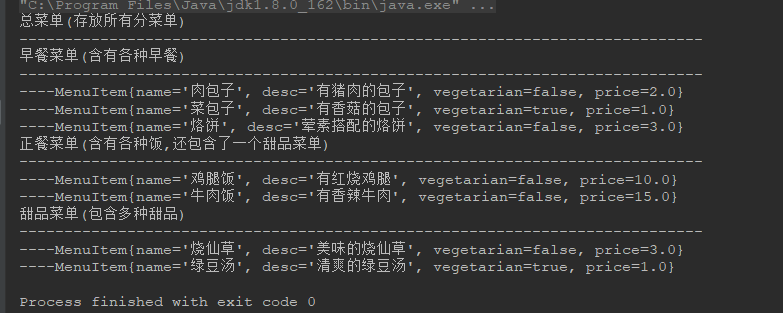 "C:\Program Files\Java\jdk1.8.0_162\bin\java.exe" ...
总菜单(存放所有分菜单)
----------------------------------------------------------------------------
早餐菜单(含有各种早餐)
----------------------------------------------------------------------------
----MenuItem{name='肉包子', desc='有猪肉的包子', vegetarian=false, price=2.0}
----MenuItem{name='菜包子', desc='有香菇的包子', vegetarian=true, price=1.0}
----MenuItem{name='烙饼', desc='荤素搭配的烙饼', vegetarian=false, price=3.0}
正餐菜单(含有各种饭,还包含了一个甜品菜单)
----------------------------------------------------------------------------
----MenuItem{name='鸡腿饭', desc='有红烧鸡腿', vegetarian=false, price=10.0}
----MenuItem{name='牛肉饭', desc='有香辣牛肉', vegetarian=false, price=15.0}
甜品菜单(包含多种甜品)
----------------------------------------------------------------------------
----MenuItem{name='烧仙草', desc='美味的烧仙草', vegetarian=false, price=3.0}
----MenuItem{name='绿豆汤', desc='清爽的绿豆汤', vegetarian=true, price=1.0}
Process finished with exit code 0